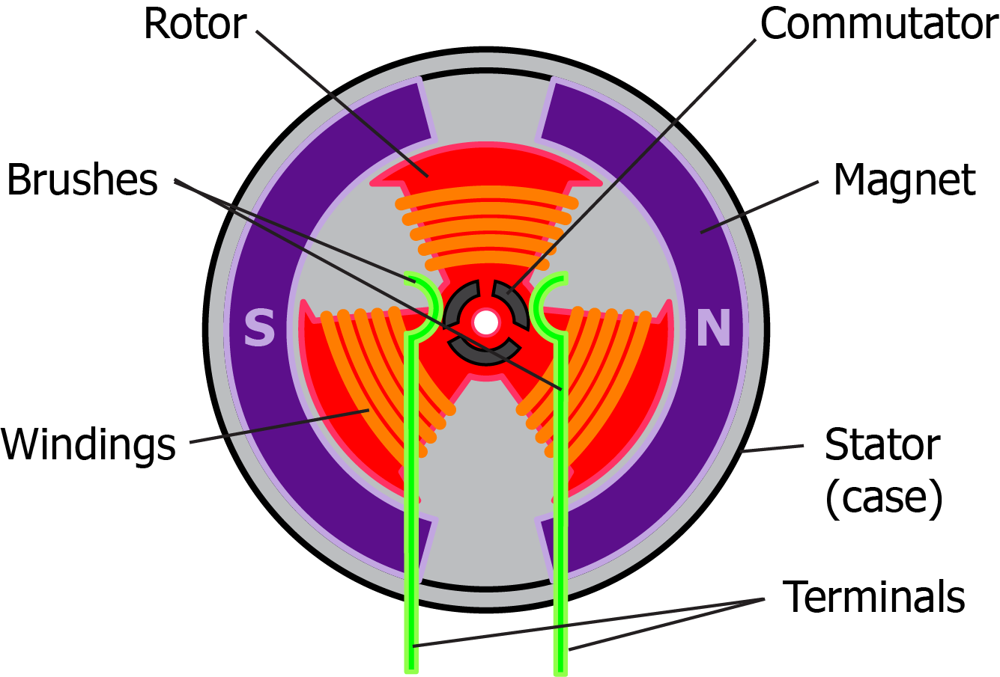 Rotor
Commutator
Brushes
Magnet
S
N
Windings
Stator
(case)
Terminals